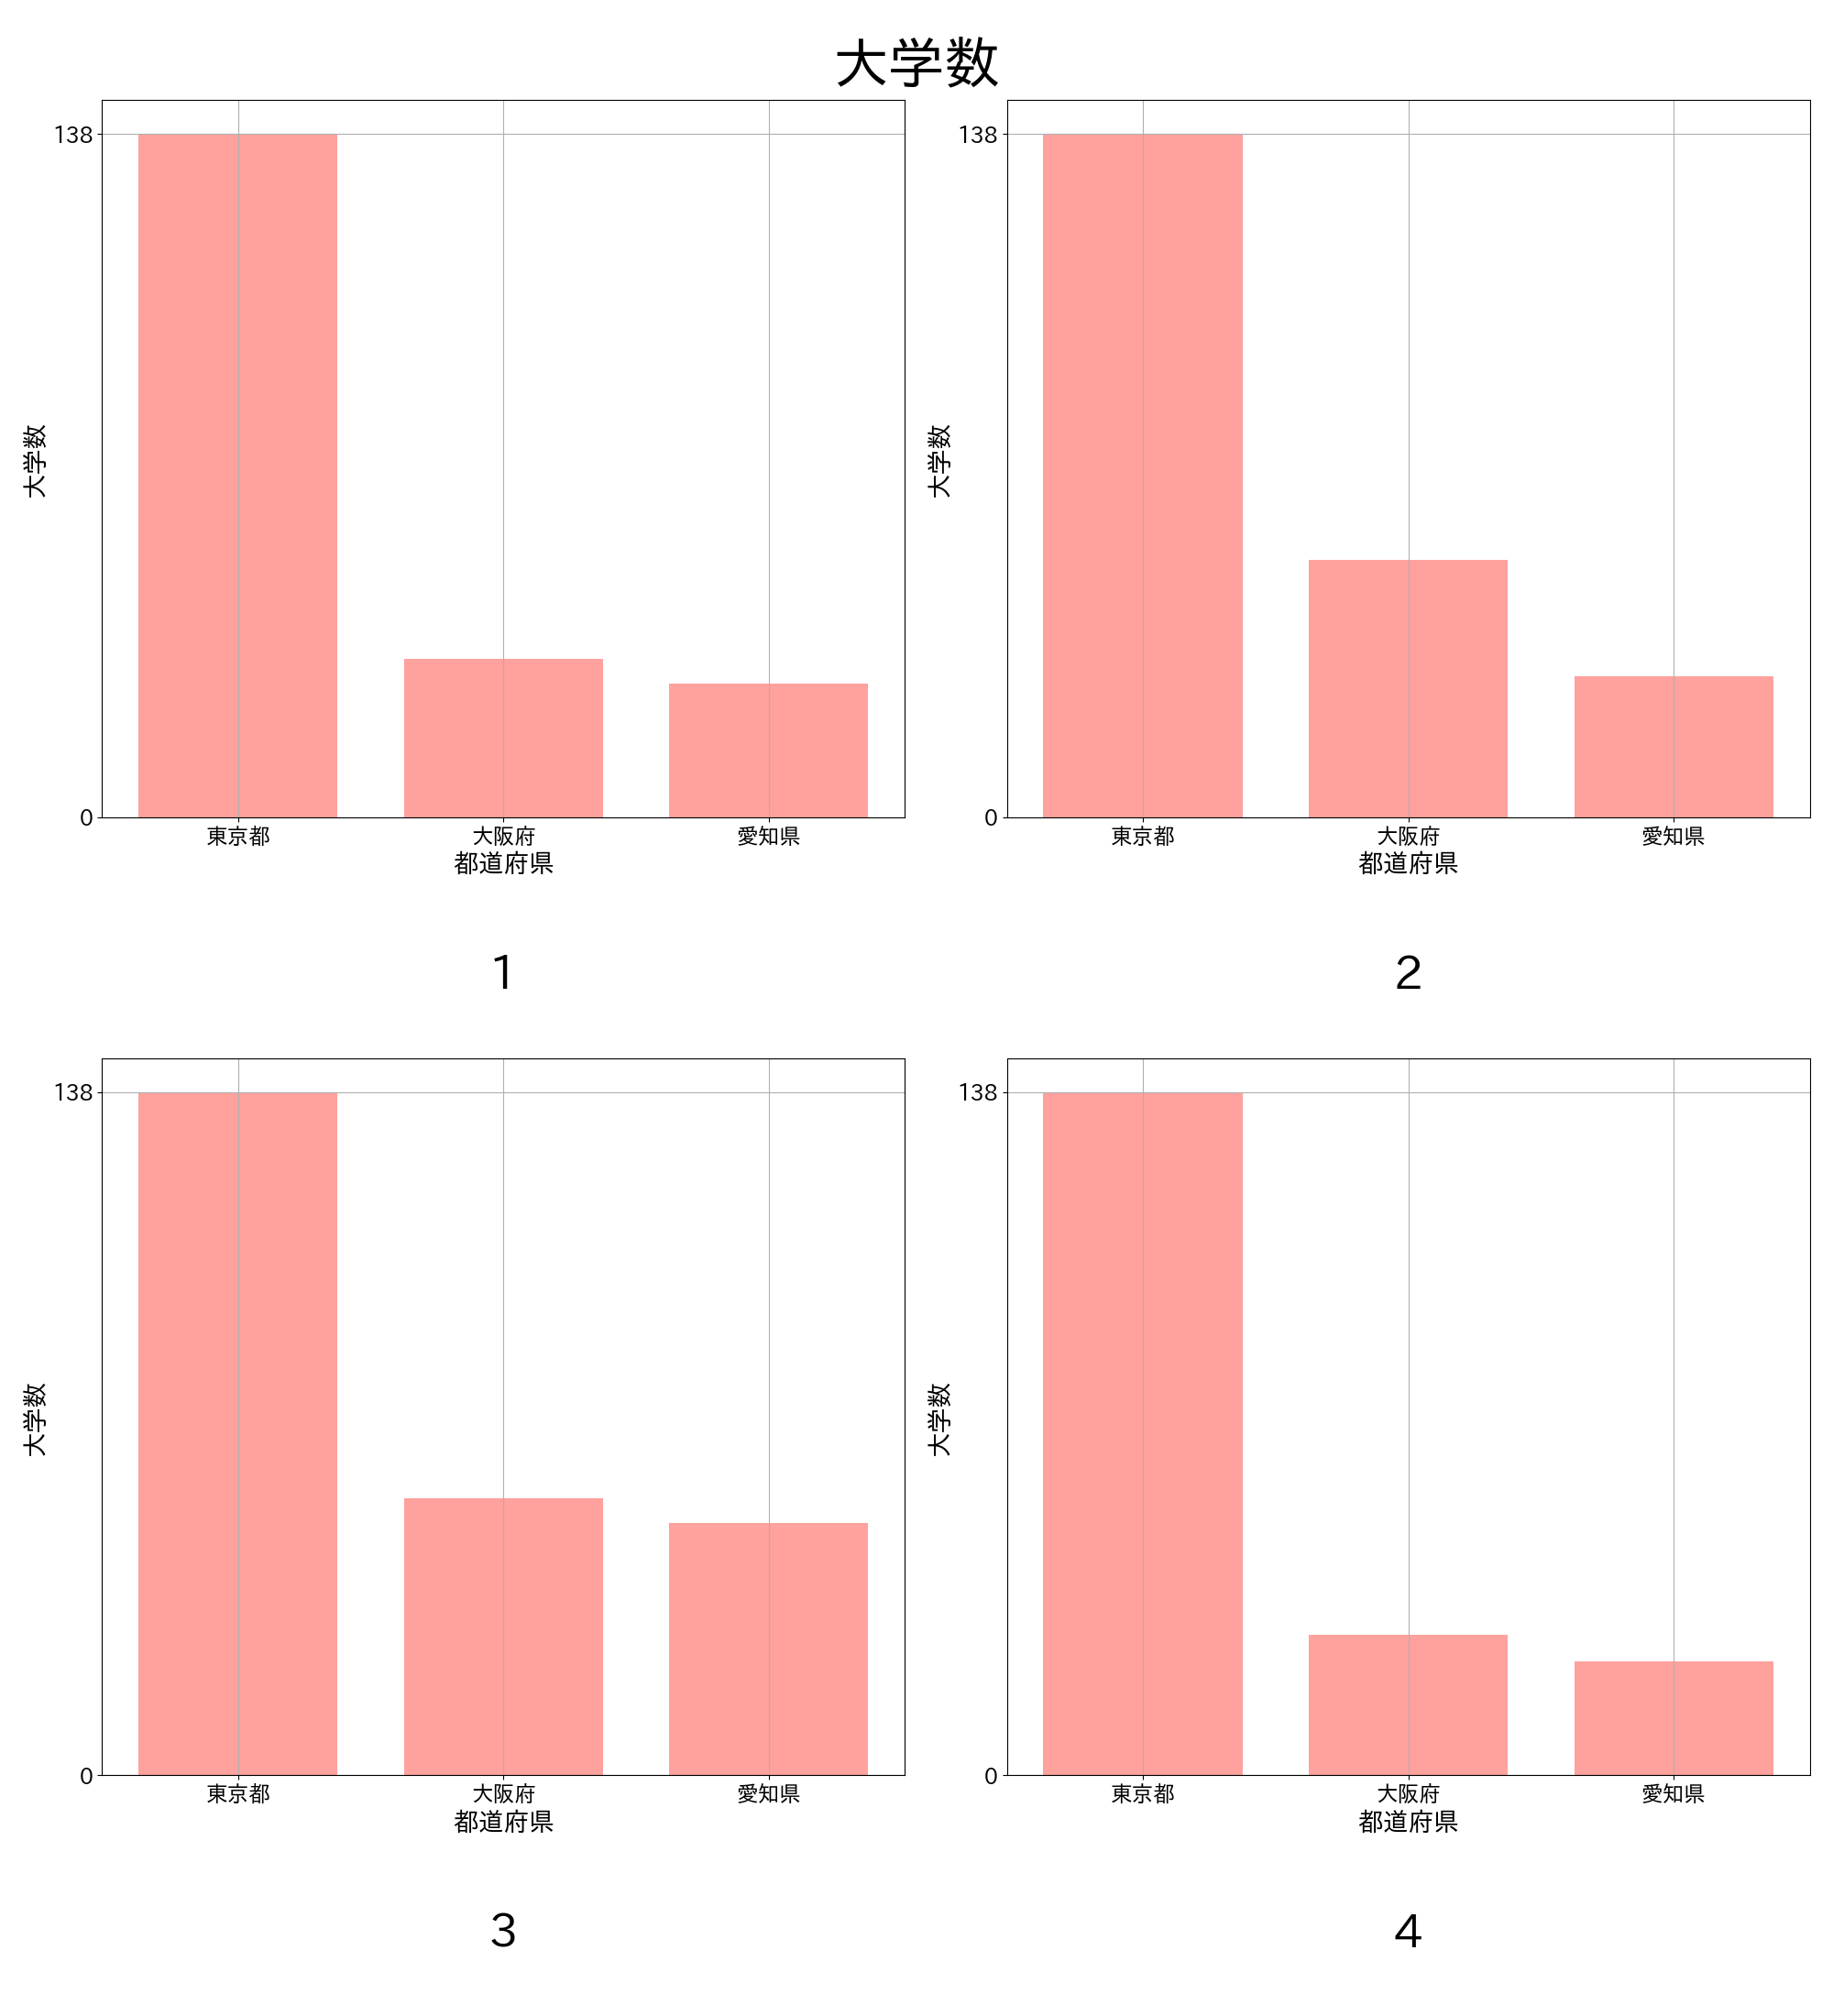 大学数
138
0
大学数
東京都 大阪府 愛知県
都道府県
1
138
0
大学数
東京都 大阪府 愛知県
都道府県
2
138
0
大学数
東京都 大阪府 愛知県
都道府県
3
138
0
大学数
東京都 大阪府 愛知県
都道府県
4